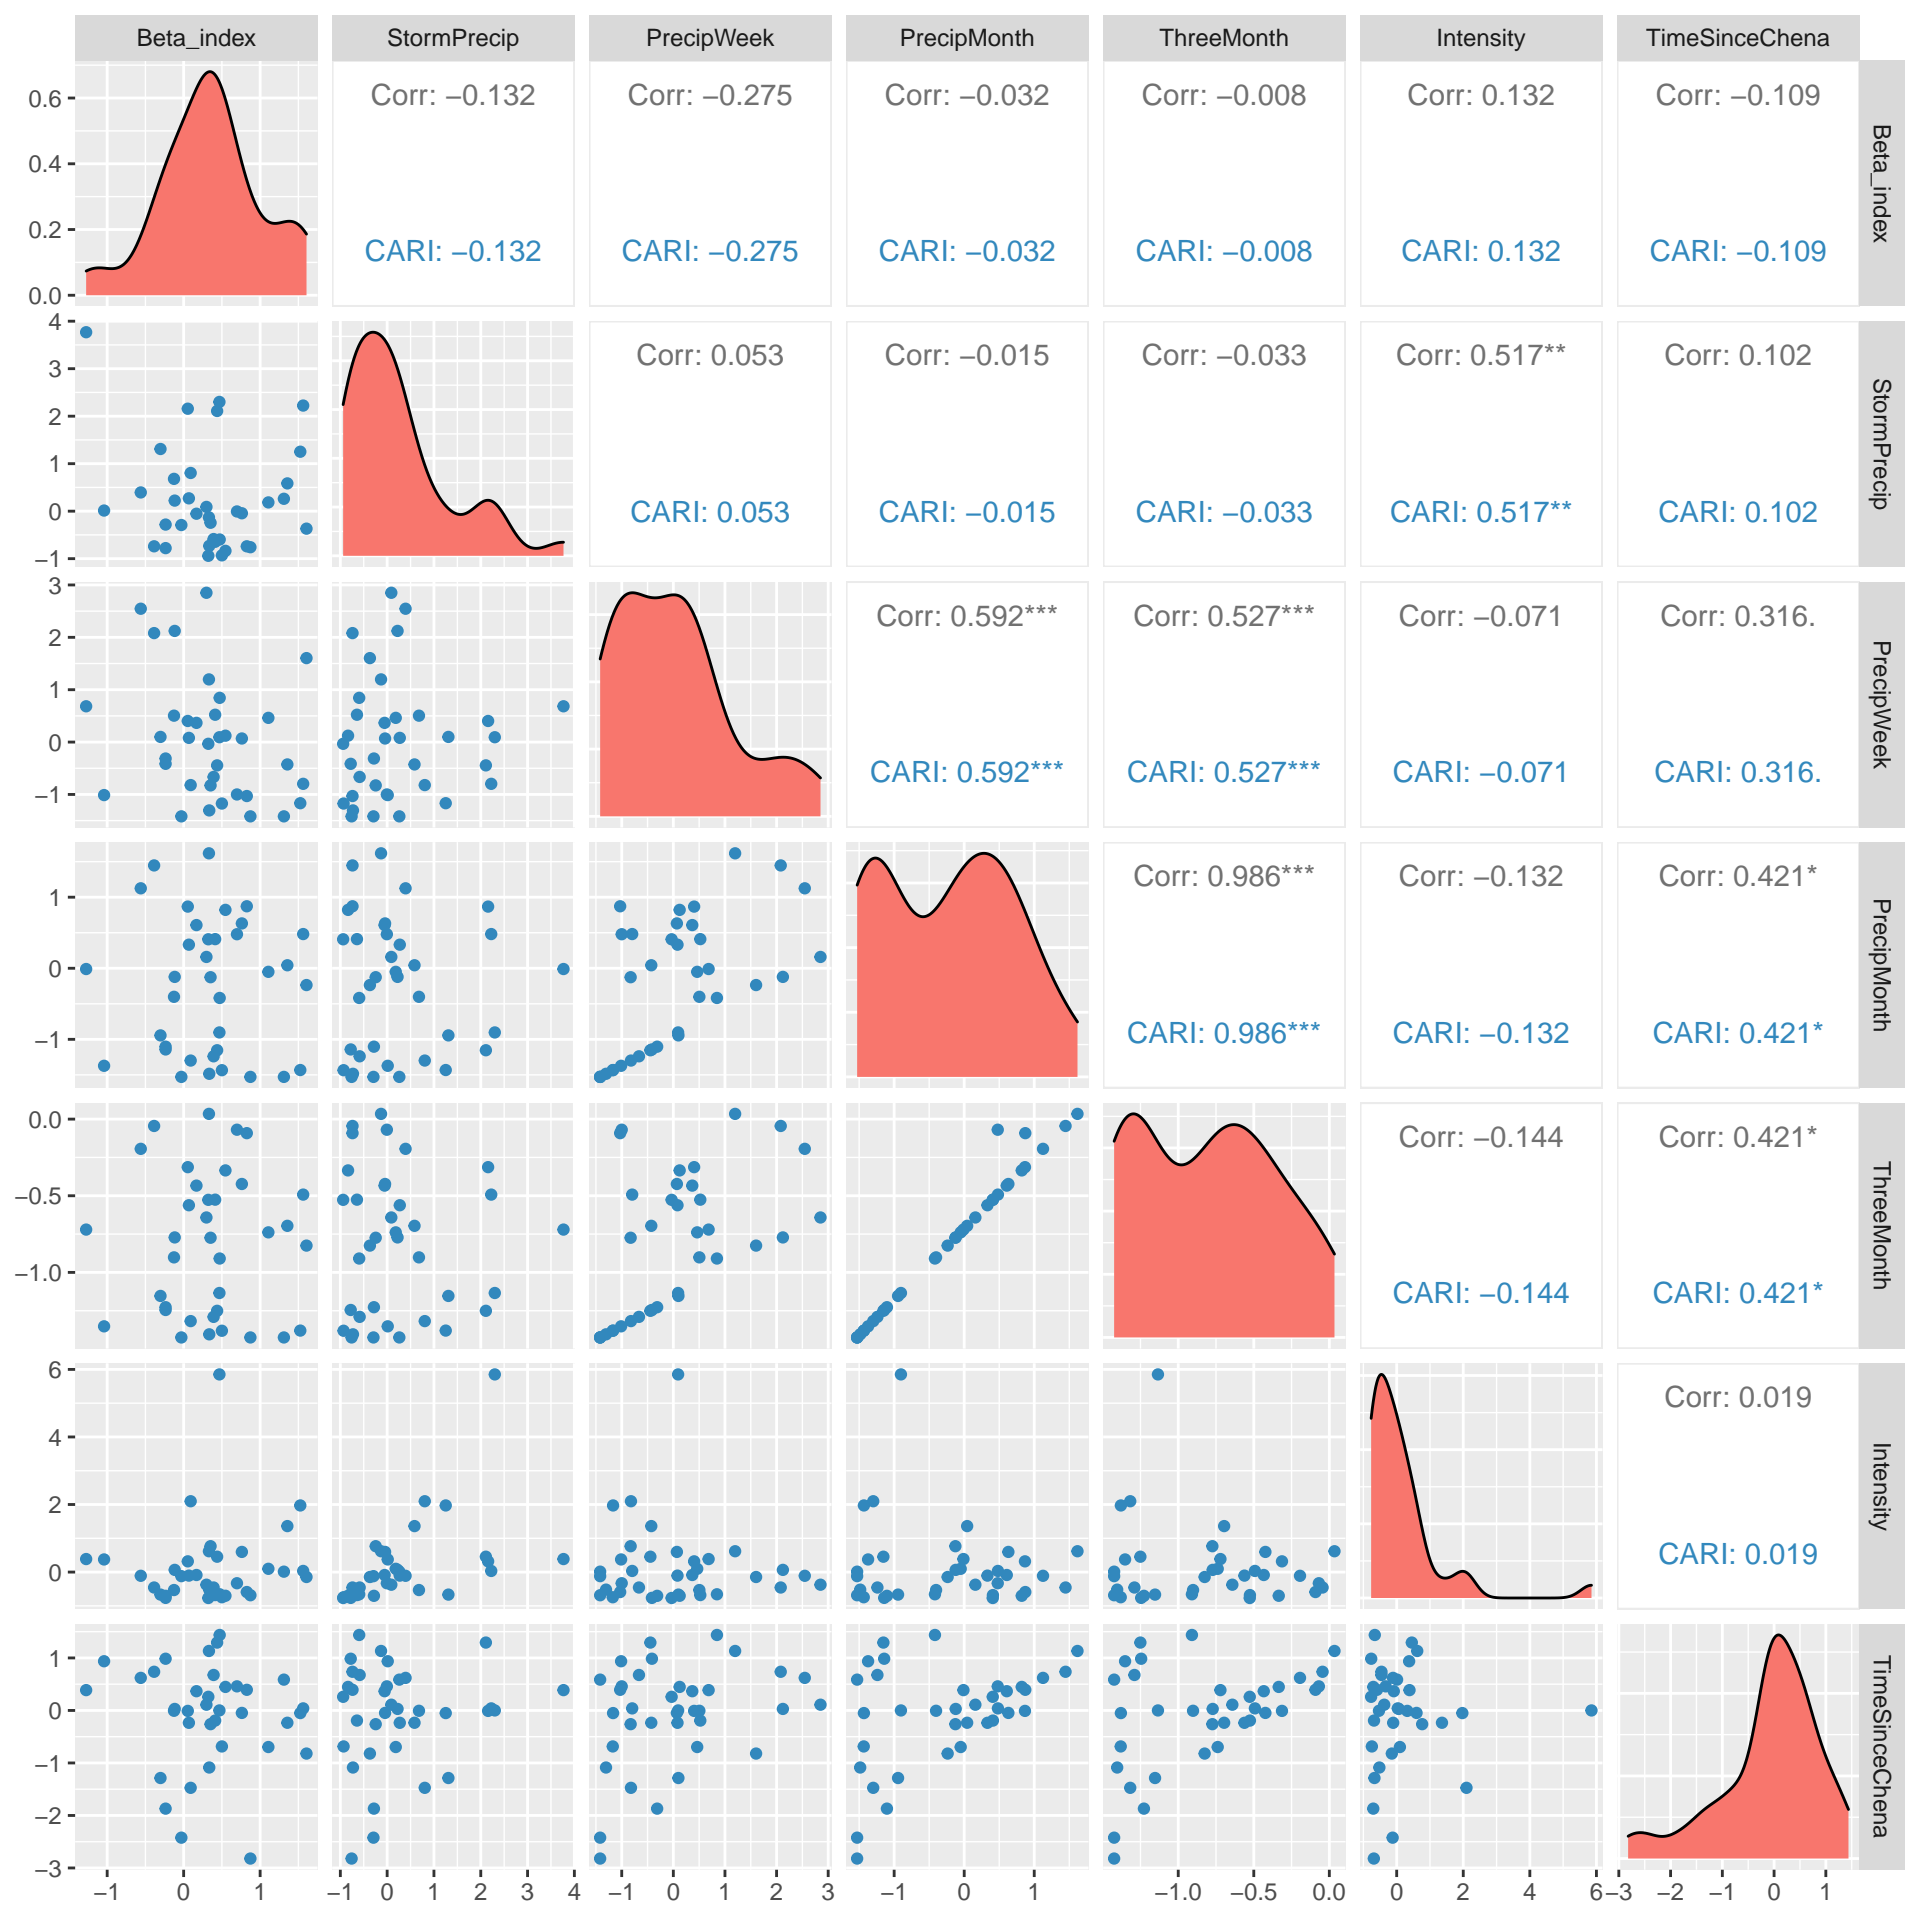 Beta_index StormPrecip PrecipWeek PrecipMonth ThreeMonth Intensity TimeSinceChena
0.6
0.4
0.2
0.0
Corr: −0.132 Corr: −0.275 Corr: −0.032 Corr: −0.008 Corr: 0.132 Corr: −0.109
CARI: −0.132 CARI: −0.275 CARI: −0.032 CARI: −0.008 CARI: 0.132 CARI: −0.109
Beta_index
4
3
2
1
0
−1
Corr: 0.053 Corr: −0.015 Corr: −0.033 Corr: 0.517** Corr: 0.102
CARI: 0.053 CARI: −0.015 CARI: −0.033 CARI: 0.517** CARI: 0.102
StormPrecip
3
2
1
0
−1
Corr: 0.592*** Corr: 0.527*** Corr: −0.071 Corr: 0.316.
CARI: 0.592*** CARI: 0.527*** CARI: −0.071 CARI: 0.316.
PrecipWeek
1
0
−1
Corr: 0.986*** Corr: −0.132 Corr: 0.421*
CARI: 0.986*** CARI: −0.132 CARI: 0.421*
PrecipMonth
0.0
−0.5
−1.0
Corr: −0.144 Corr: 0.421*
CARI: −0.144 CARI: 0.421*
ThreeMonth
6
4
2
0
Corr: 0.019
CARI: 0.019
Intensity
1
0
−1
−2
−3
TimeSinceChena
−1 0 1 −1 0 1 2 3 4 −1 0 1 2 3 −1 0 1 −1.0 −0.5 0.0 0 2 4 6 −3 −2 −1 0 1